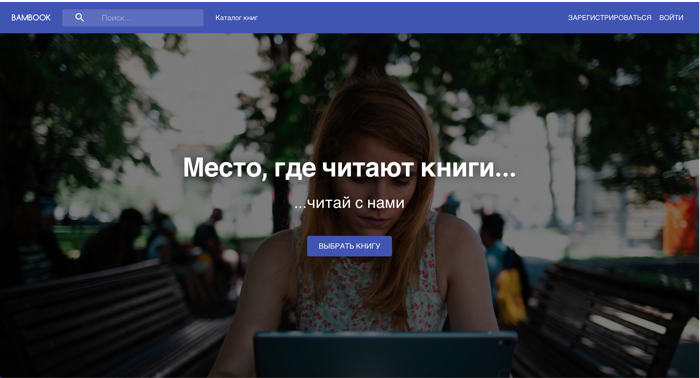 BAMBOOK
Поиск...
Каталог книг
ЗАРЕГИСТРИРОВАТЬСЯ
ВОЙТИ
Место, где читают книги...
...читай с нами
ВЫБРАТЬ КНИГУ